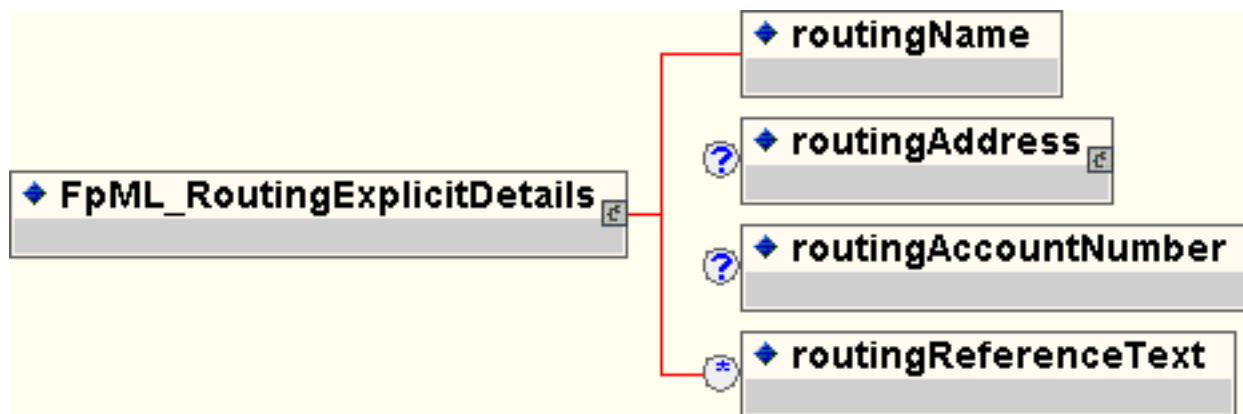 routingName
? routingAddress
FpML_RoutingExplicitDetails
? routingAccountNumber
* routingReferenceText